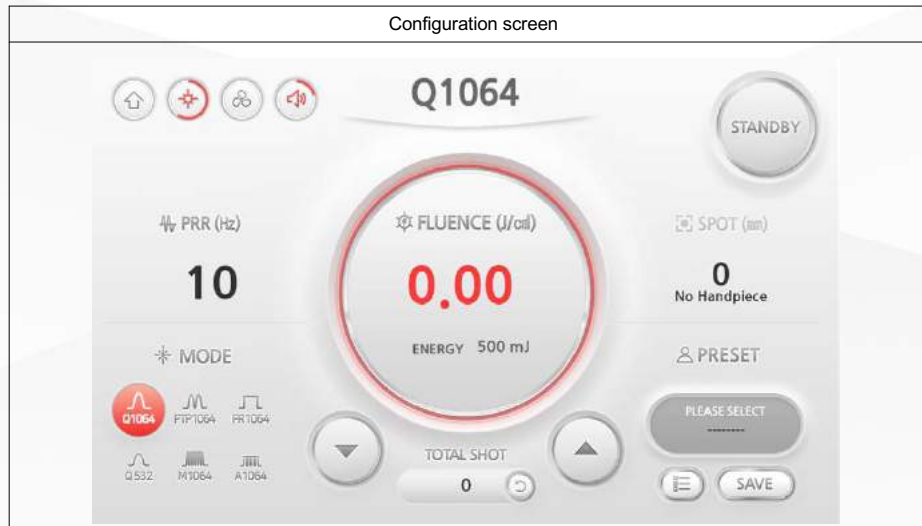 Configuration screen
Q1064
STANDBY
PRR (Hz)
10
FLUENCE (J/㎠)
0.00
ENERGY 500 mJ
SPOT (㎜)
0
No Handpiece
MODE
Q1064 PTP1064 FR1064
Q532 M1064 A1064
TOTAL SHOT
0
PRESET
PLEASE SELECT
--------
SAVE